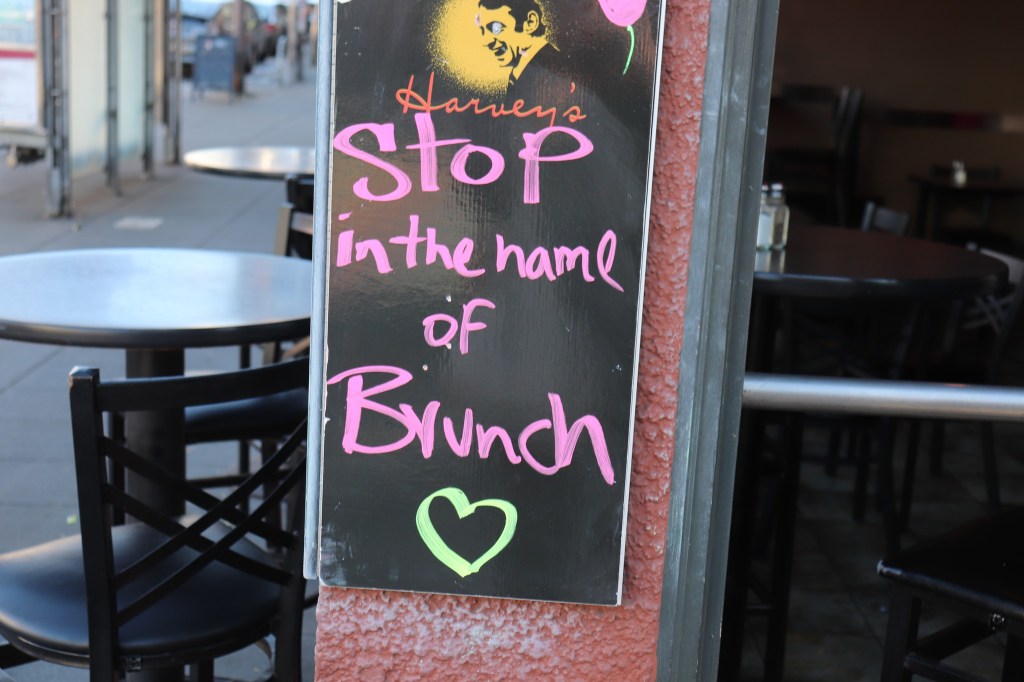 Harvey's
Stop
in the name
of
Brunch